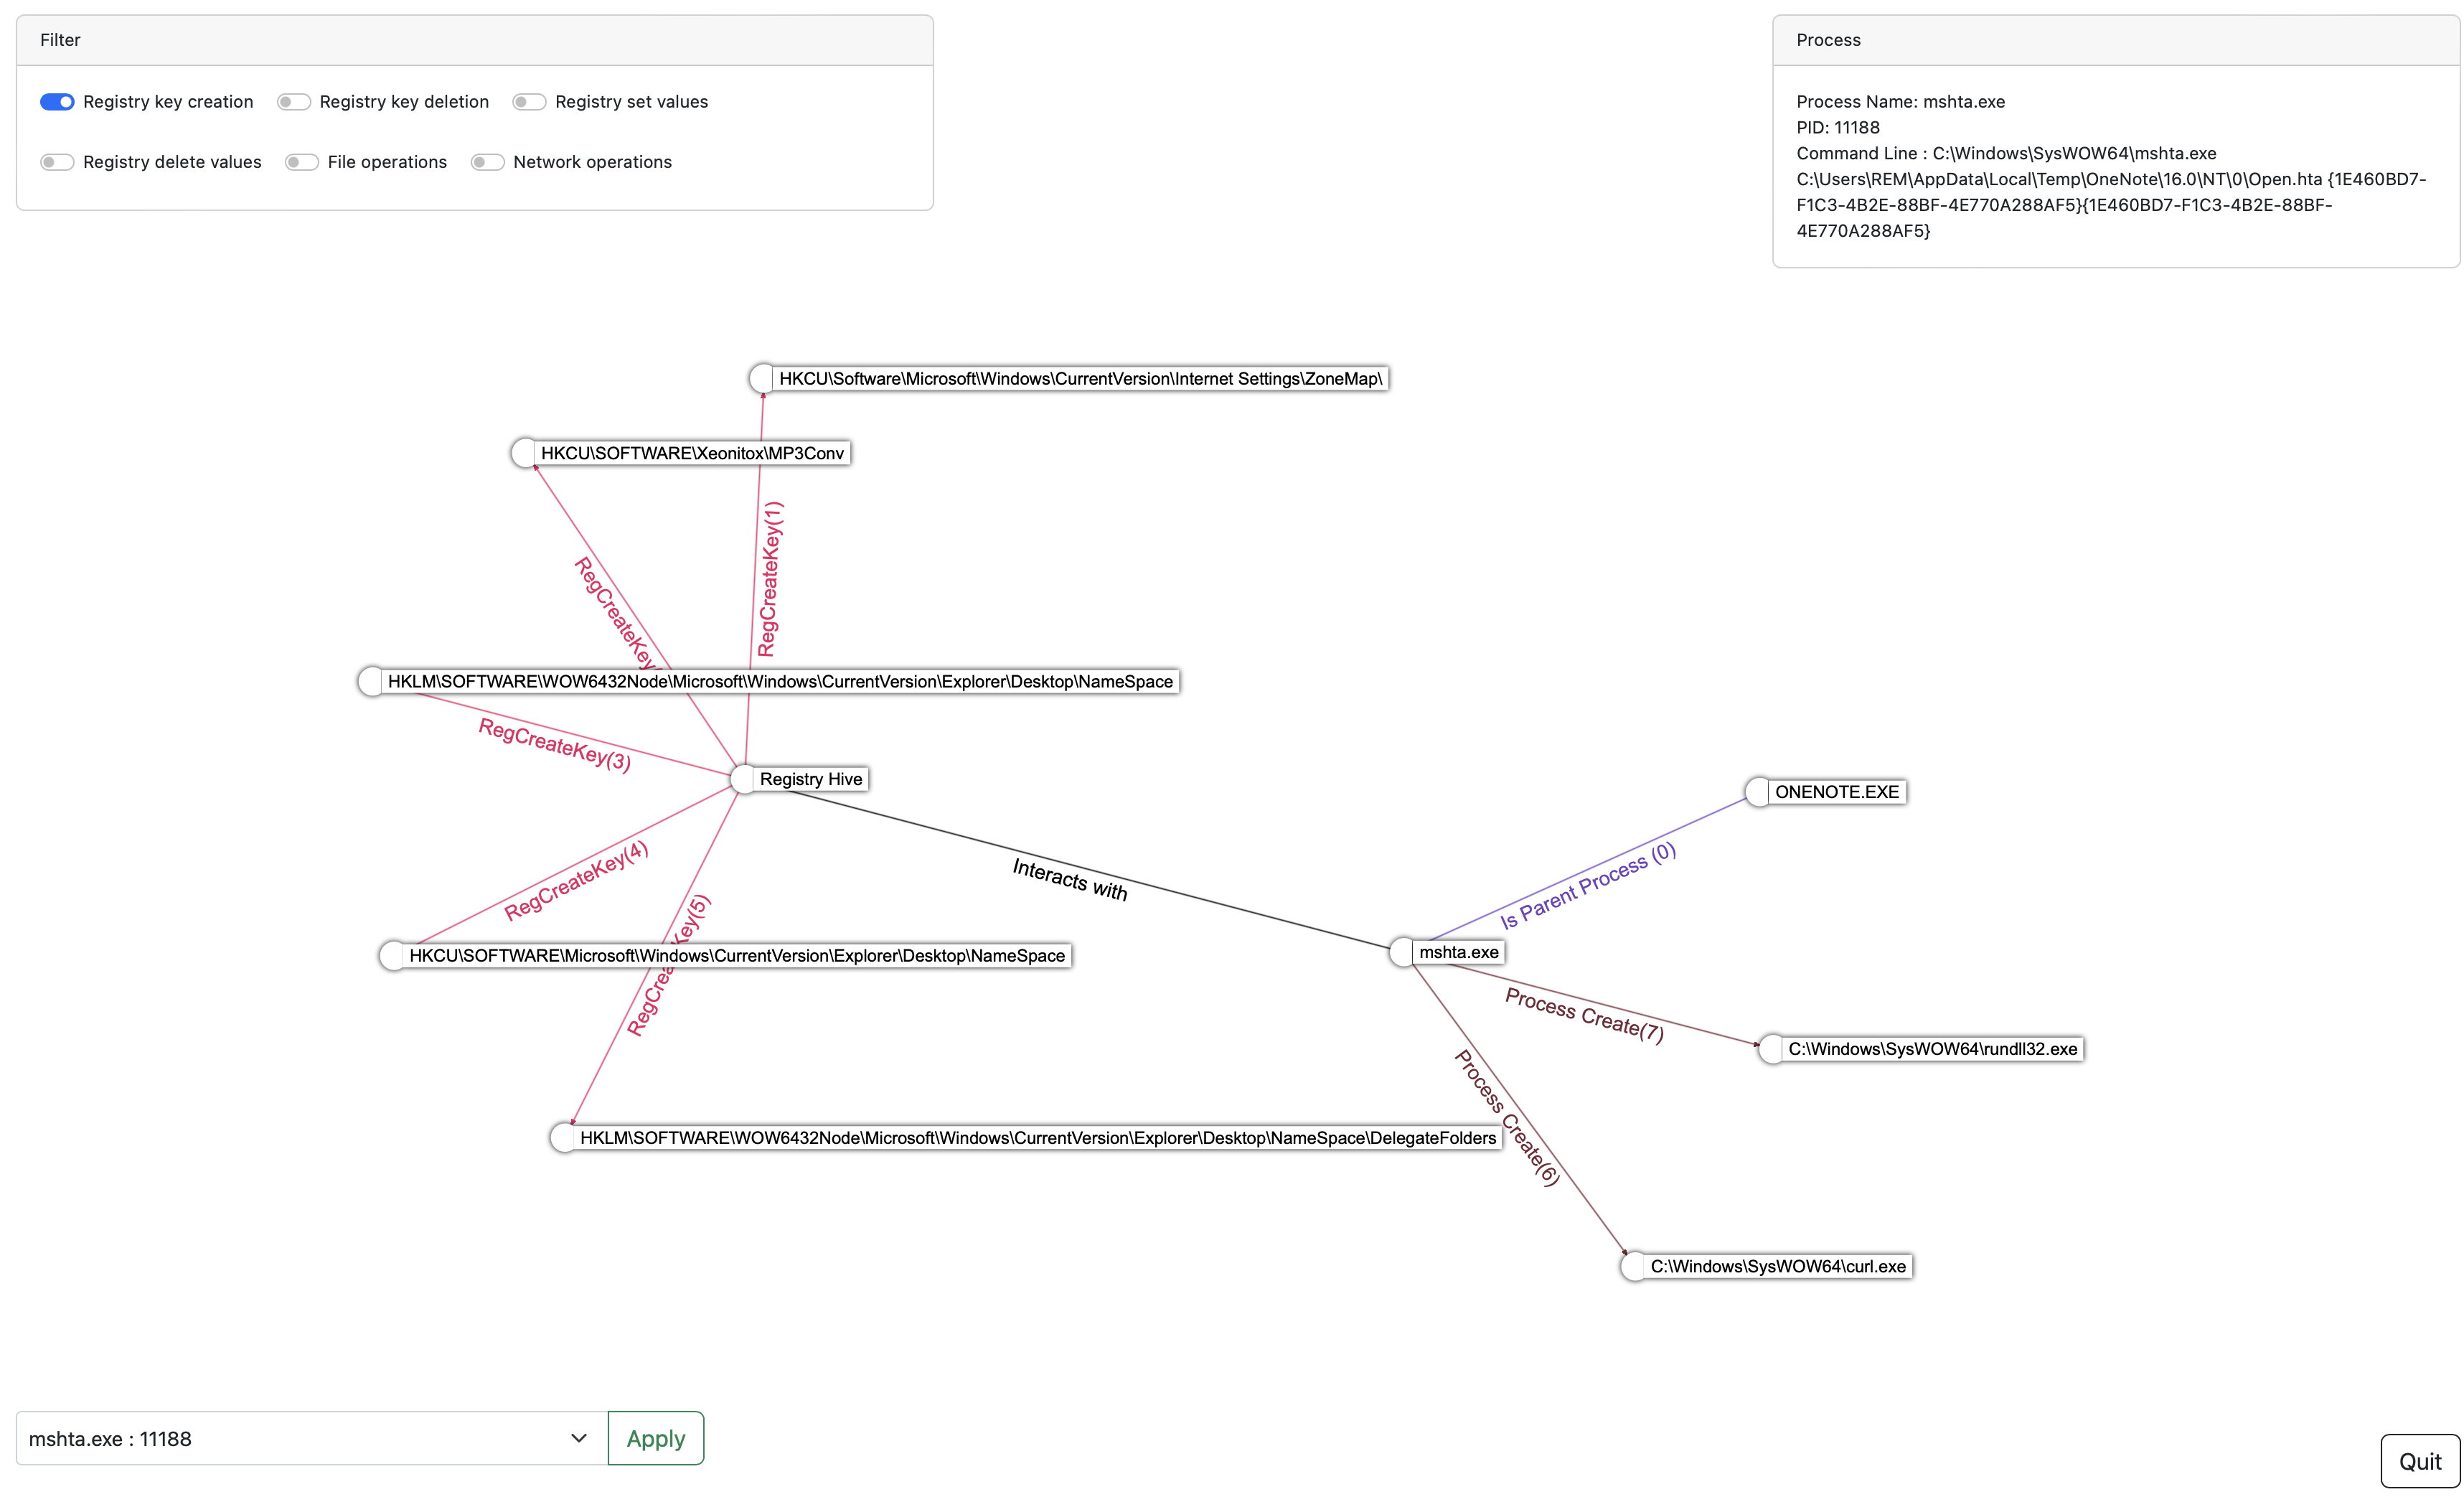 Filter
Registry key creation
Registry key deletion
Registry set values
Registry delete values
File operations
Network operations
Process
Process Name: mshta.exe
PID: 11188
Command Line : C:\Windows\SysWOW64\mshta.exe
C:\Users\REM\AppData\Local\Temp\OneNote\16.0\NT\0\Open.hta {1E460BD7-
F1C3-4B2E-88BF-4E770A288AF5}{1E460BD7-F1C3-4B2E-88BF-
4E770A288AF5}
HKCU\Software\Microsoft\Windows\CurrentVersion\Internet Settings\ZoneMap\
HKCU\SOFTWARE\Xeonitox\MP3Conv
RegCreateKey(1)
RegCreateKey(
HKLM\SOFTWARE\WOW6432Node\Microsoft\Windows\CurrentVersion\Explorer\Desktop\NameSpace
RegCreateKey(3)
Registry Hive
ONENOTE.EXE
Interacts with
Is Parent Process (0)
RegCreateKey(4)
mshta.exe
HKCU\SOFTWARE\Microsoft\Windows\CurrentVersion\Explorer\Desktop\NameSpace
RegCrea Key(5)
Process Create(7)
C:\Windows\SysWOW64\rundll32.exe
Process Create(6)
HKLM\SOFTWARE\WOW6432Node\Microsoft\Windows\CurrentVersion\Explorer\Desktop\NameSpace\DelegateFolders
C:\Windows\SysWOW64\curl.exe
mshta.exe : 11188
Apply
Quit